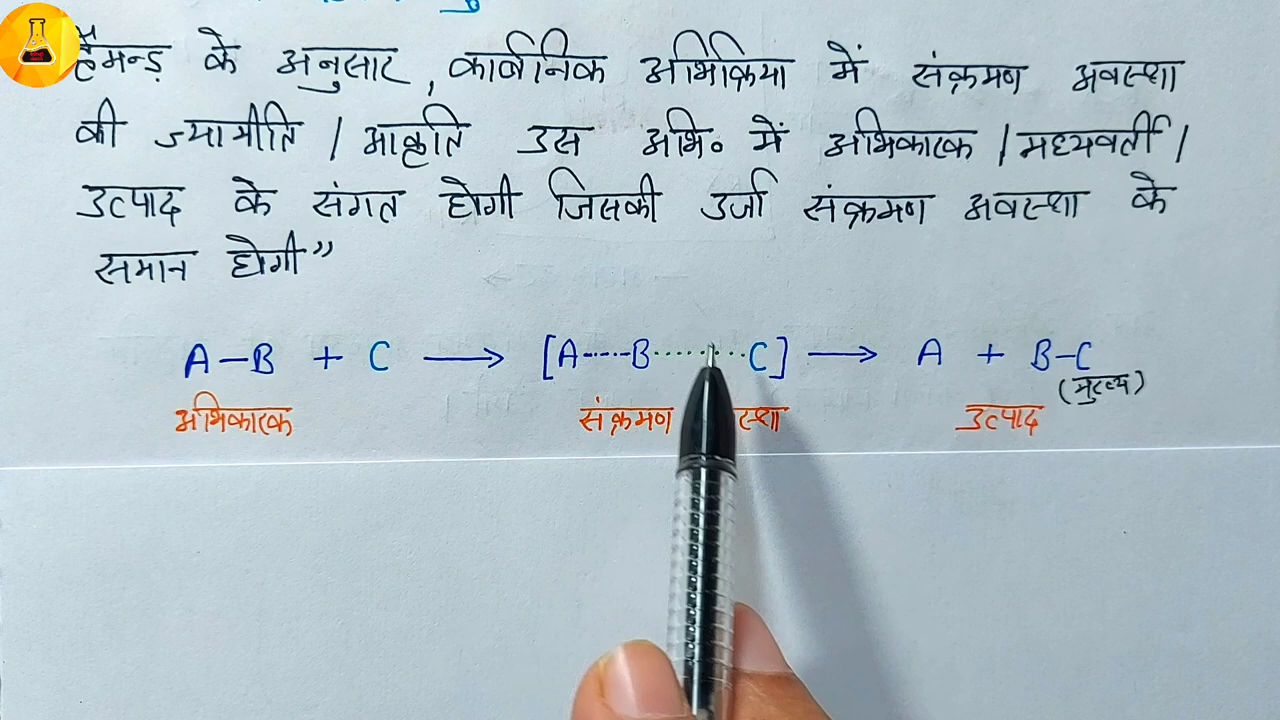 हैमन्ड़ के अनुसार, कार्बनिक अभिक्रिया में संक्रमण अवस्था
की ज्यामीति / आकृति उस अभि॰ में अभिकारक / मध्यवर्ती /
उत्पाद के संगत होगी जिसकी उर्जा संक्रमण अवस्था के
समान होगी”
A-B + C → [A-----B.......C] → A + B-C
(मुख्य)
अभिकारक संक्रमण स्था उत्पाद